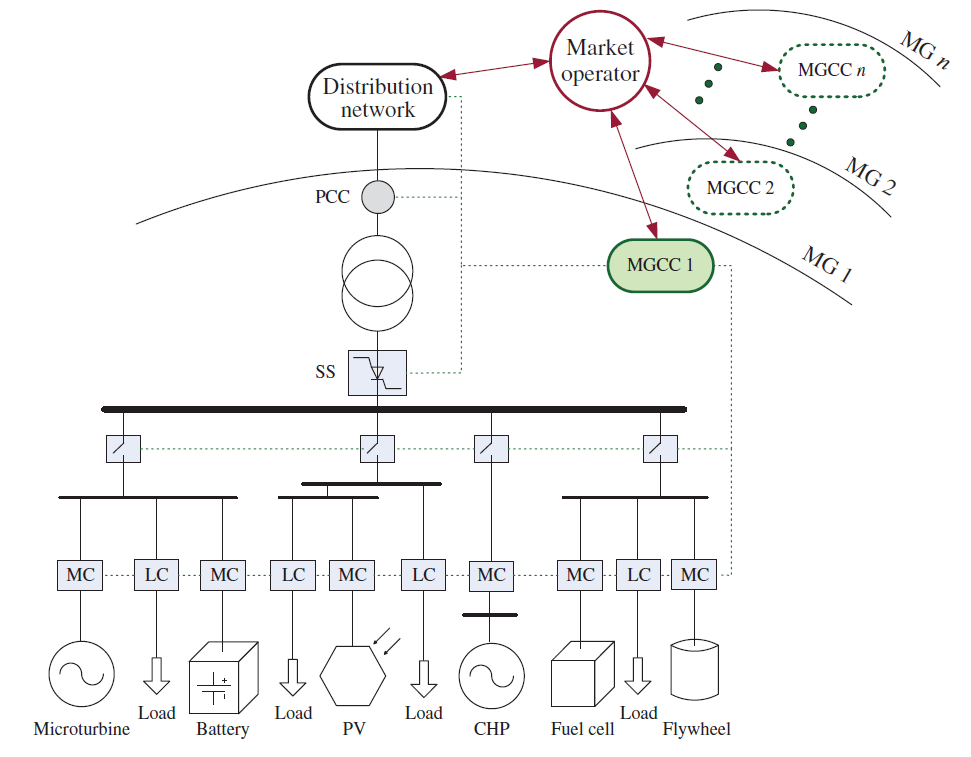 Market
operator
MG n
MGCC n
Distribution
network
MG 2
MGCC 2
PCC
MG 1
MGCC 1
SS
MC
LC
MC
LC
MC
LC
MC
MC
LC
MC
Load
Load
Load
Load
Microturbine
Battery
PV
CHP
Fuel cell
Flywheel